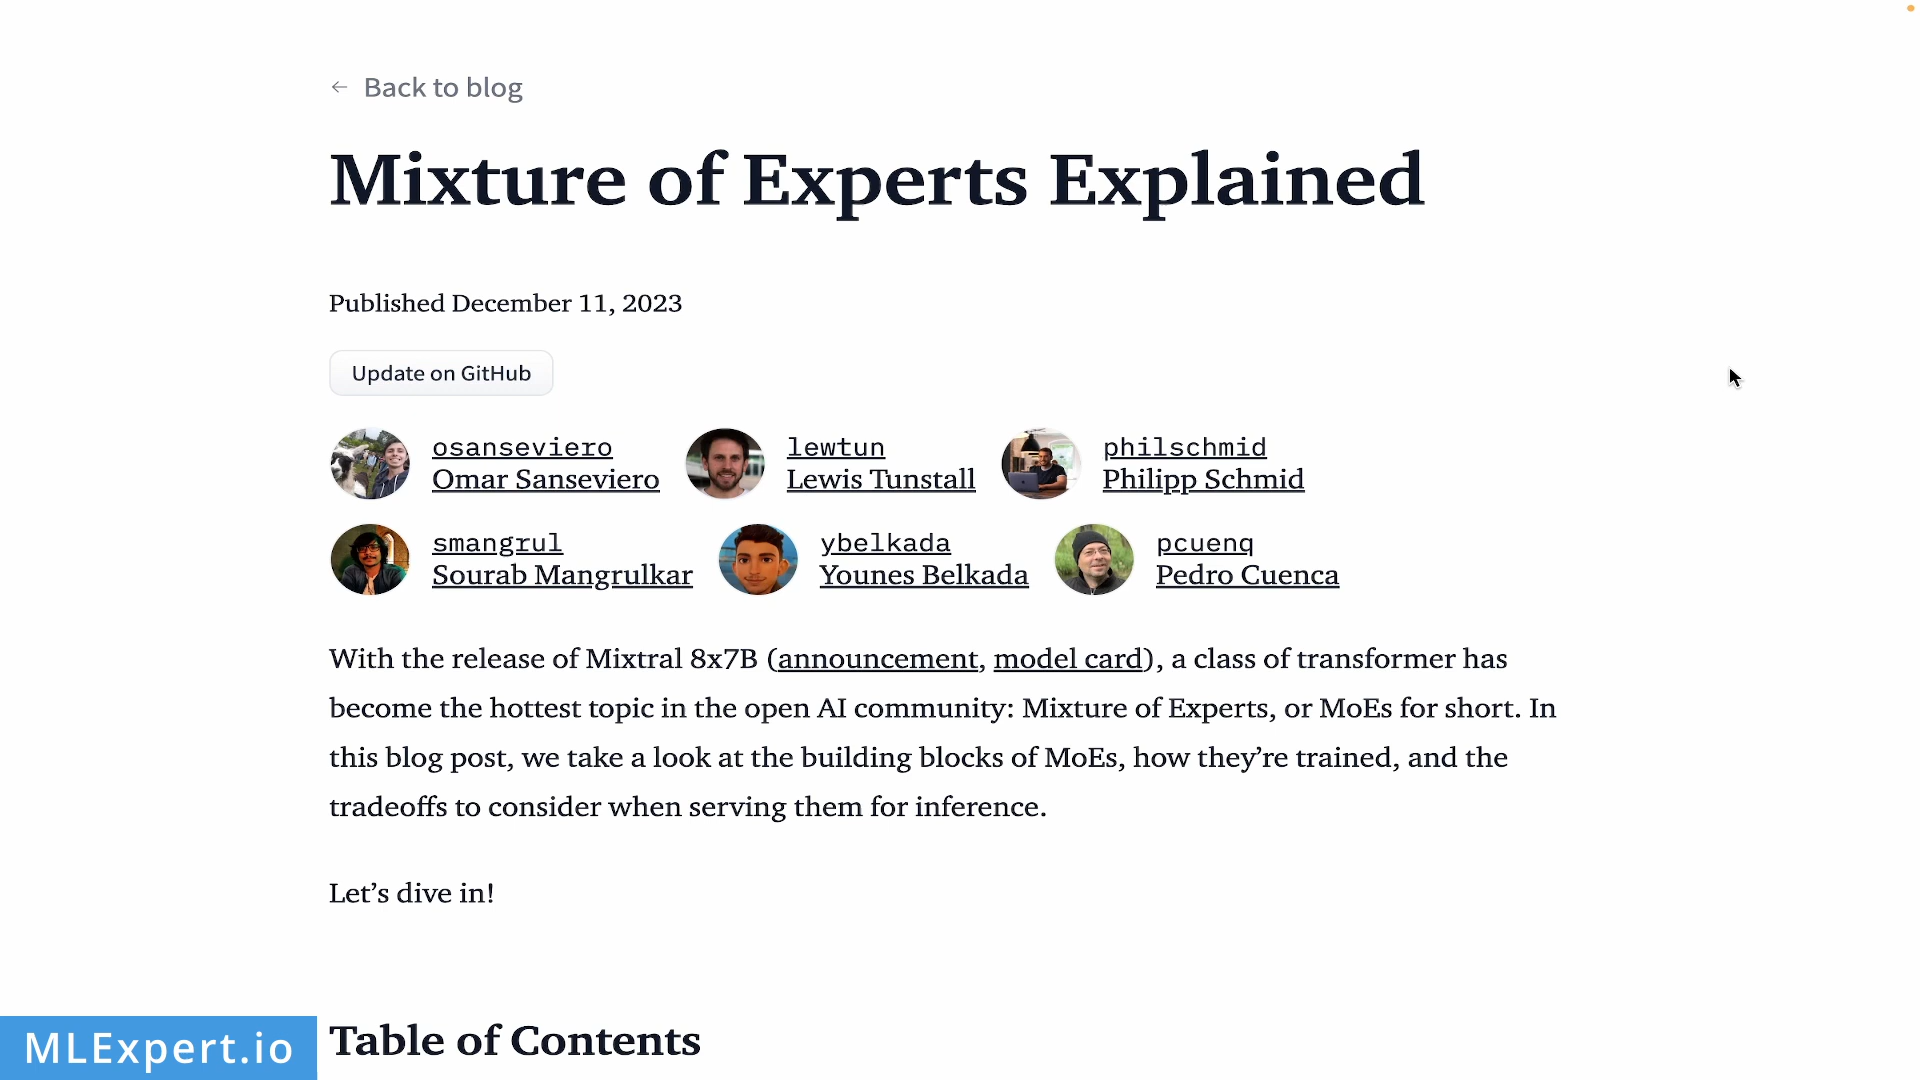 ← Back to blog
Mixture of Experts Explained
Published December 11, 2023
Update on GitHub
osanseviero lewtun philschmid
Omar Sanseviero Lewis Tunstall Philipp Schmid
smangrul ybelkada pcuenq
Sourab Mangrulkar Younes Belkada Pedro Cuenca
With the release of Mixtral 8x7B (announcement, model card), a class of transformer has
become the hottest topic in the open AI community: Mixture of Experts, or MoEs for short. In
this blog post, we take a look at the building blocks of MoEs, how they’re trained, and the
tradeoffs to consider when serving them for inference.
Let’s dive in!
Table of Contents
MLExpert.io